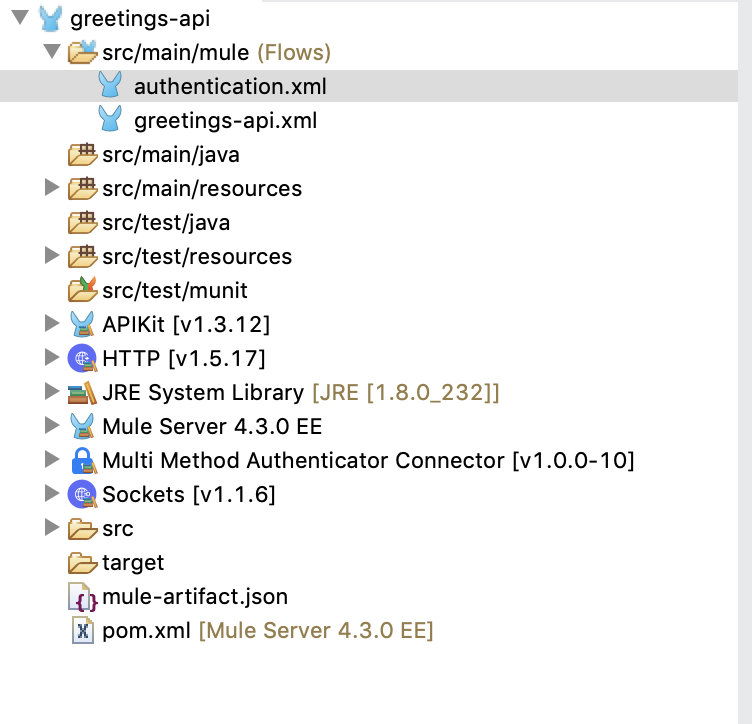 greetings-api
src/main/mule (Flows)
authentication.xml
greetings-api.xml
src/main/java
src/main/resources
src/test/java
src/test/resources
src/test/munit
APIKit [v1.3.12]
HTTP [v1.5.17]
JRE System Library [JRE [1.8.0_232]]
Mule Server 4.3.0 EE
Multi Method Authenticator Connector [v1.0.0-10]
Sockets [v1.1.6]
src
target
mule-artifact.json
pom.xml [Mule Server 4.3.0 EE]